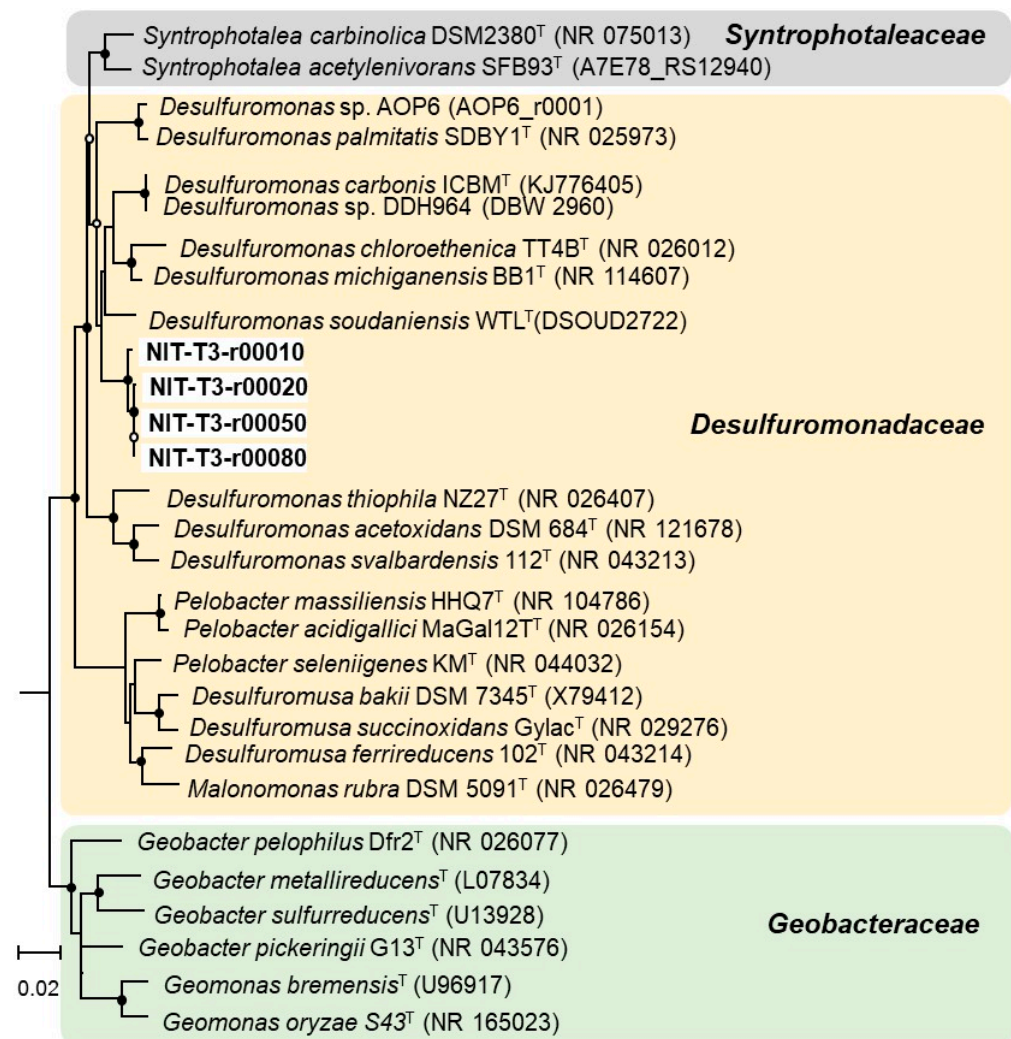 Syntrophotalea carbinolica DSM2380ᵀ (NR 075013) Syntrophotaleaceae
Syntrophotalea acetylenivorans SFB93ᵀ (A7E78_RS12940)
Desulfuromonas sp. AOP6 (AOP6_r0001)
Desulfuromonas palmitatis SDBY1ᵀ (NR 025973)
Desulfuromonas carbonis ICBMᵀ (KJ776405)
Desulfuromonas sp. DDH964 (DBW 2960)
Desulfuromonas chloroethenica TT4Bᵀ (NR 026012)
Desulfuromonas michiganensis BB1ᵀ (NR 114607)
Desulfuromonas soudaniensis WTLᵀ(DSOUD2722)
NIT-T3-r00010
NIT-T3-r00020
NIT-T3-r00050
Desulfuromonadaceae
NIT-T3-r00080
Desulfuromonas thiophila NZ27ᵀ (NR 026407)
Desulfuromonas acetoxidans DSM 684ᵀ (NR 121678)
Desulfuromonas svalbardensis 112ᵀ (NR 043213)
Pelobacter massiliensis HHQ7ᵀ (NR 104786)
Pelobacter acidigallici MaGal12Tᵀ (NR 026154)
Pelobacter seleniigenes KMᵀ (NR 044032)
Desulfuromusa bakii DSM 7345ᵀ (X79412)
Desulfuromusa succinoxidans Gylacᵀ (NR 029276)
Desulfuromusa ferrireducens 102ᵀ (NR 043214)
Malonomonas rubra DSM 5091ᵀ (NR 026479)
Geobacter pelophilus Dfr2ᵀ (NR 026077)
Geobacter metallireducensᵀ (L07834)
Geobacter sulfurreducensᵀ (U13928)
Geobacteraceae
Geobacter pickeringii G13ᵀ (NR 043576)
Geomonas bremensisᵀ (U96917)
0.02
Geomonas oryzae S43ᵀ (NR 165023)